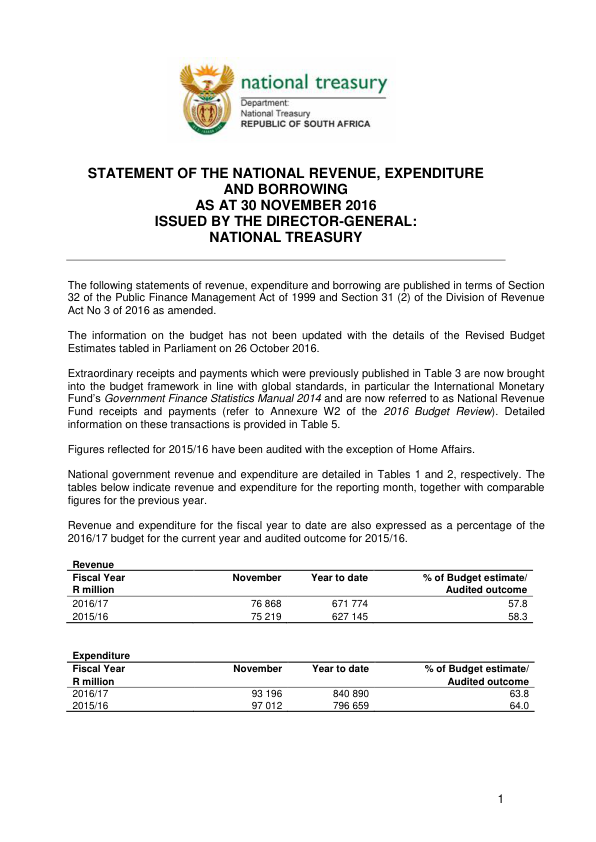 national treasury
Department:
National Treasury
REPUBLIC OF SOUTH AFRICA
STATEMENT OF THE NATIONAL REVENUE, EXPENDITURE
AND BORROWING
AS AT 30 NOVEMBER 2016
ISSUED BY THE DIRECTOR-GENERAL:
NATIONAL TREASURY
The following statements of revenue, expenditure and borrowing are published in terms of Section
32 of the Public Finance Management Act of 1999 and Section 31 (2) of the Division of Revenue
Act No 3 of 2016 as amended.
The information on the budget has not been updated with the details of the Revised Budget
Estimates tabled in Parliament on 26 October 2016.
Extraordinary receipts and payments which were previously published in Table 3 are now brought
into the budget framework in line with global standards, in particular the International Monetary
Fund's Government Finance Statistics Manual 2014 and are now referred to as National Revenue
Fund receipts and payments (refer to Annexure W2 of the 2016 Budget Review). Detailed
information on these transactions is provided in Table 5.
Figures reflected for 2015/16 have been audited with the exception of Home Affairs.
National government revenue and expenditure are detailed in Tables 1 and 2, respectively. The
tables below indicate revenue and expenditure for the reporting month, together with comparable
figures for the previous year.
Revenue and expenditure for the fiscal year to date are also expressed as a percentage of the
2016/17 budget for the current year and audited outcome for 2015/16.
Revenue
Fiscal Year November Year to date % of Budget estimate/
R million Audited outcome
2016/17 76 868 671 774 57.8
2015/16 75 219 627 145 58.3
Expenditure
Fiscal Year November Year to date % of Budget estimate/
R million Audited outcome
2016/17 93 196 840 890 63.8
2015/16 97 012 796 659 64.0
1